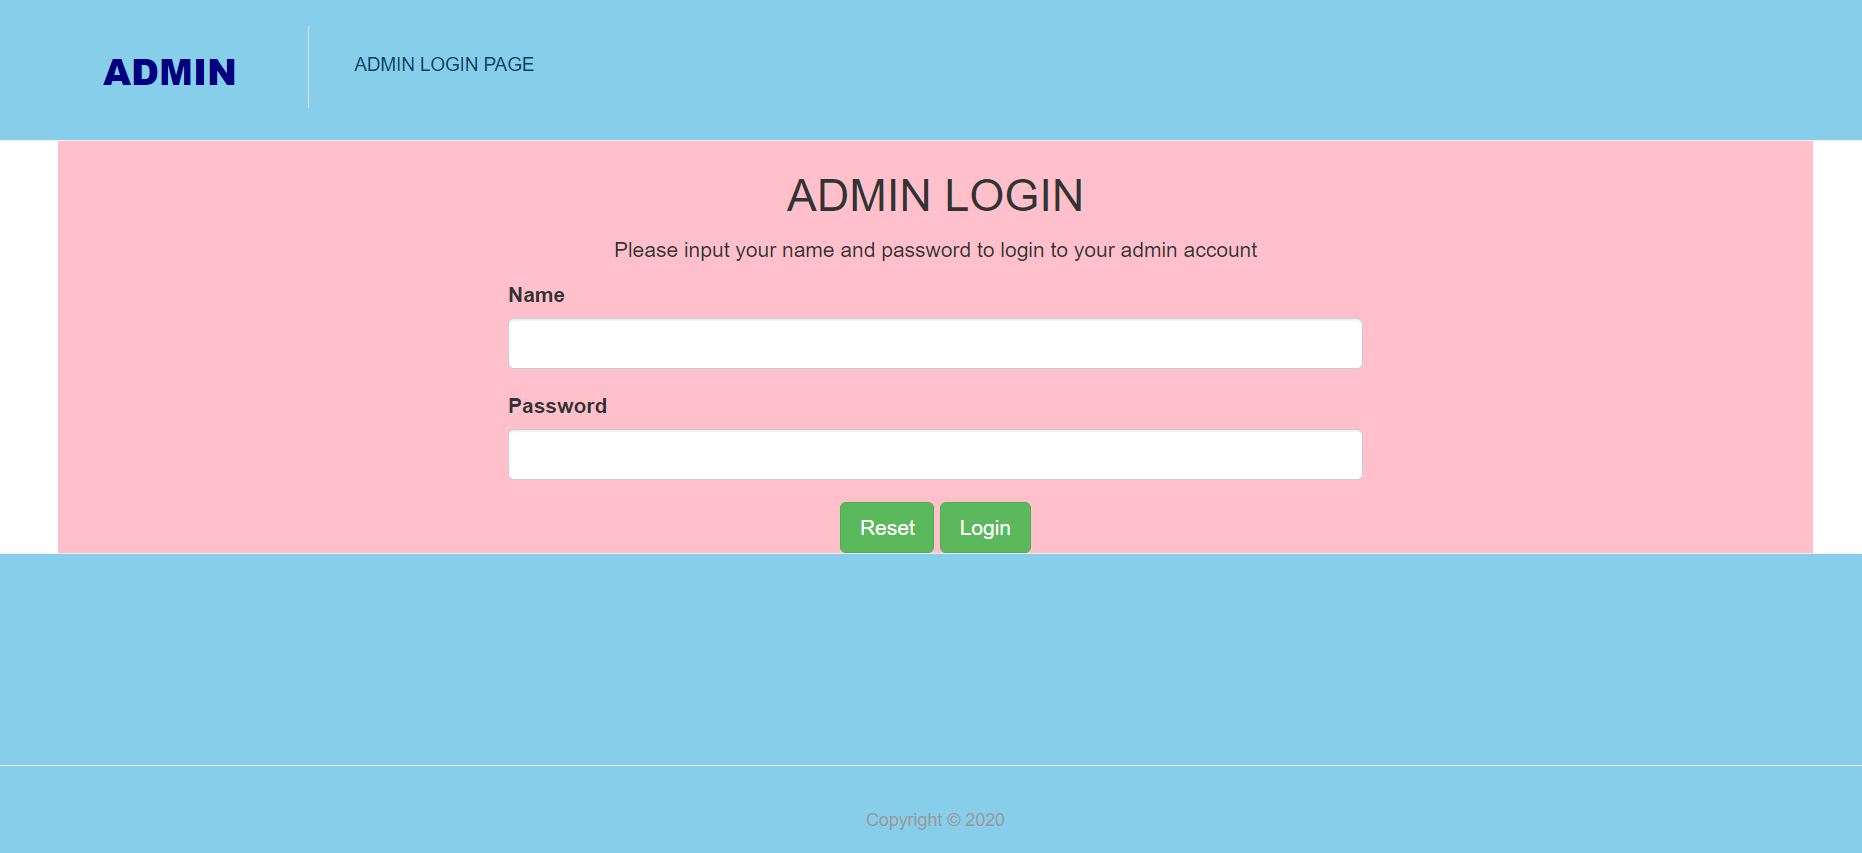 ADMIN
ADMIN LOGIN PAGE
ADMIN LOGIN
Please input your name and password to login to your admin account
Name
Password
Reset Login
Copyright © 2020